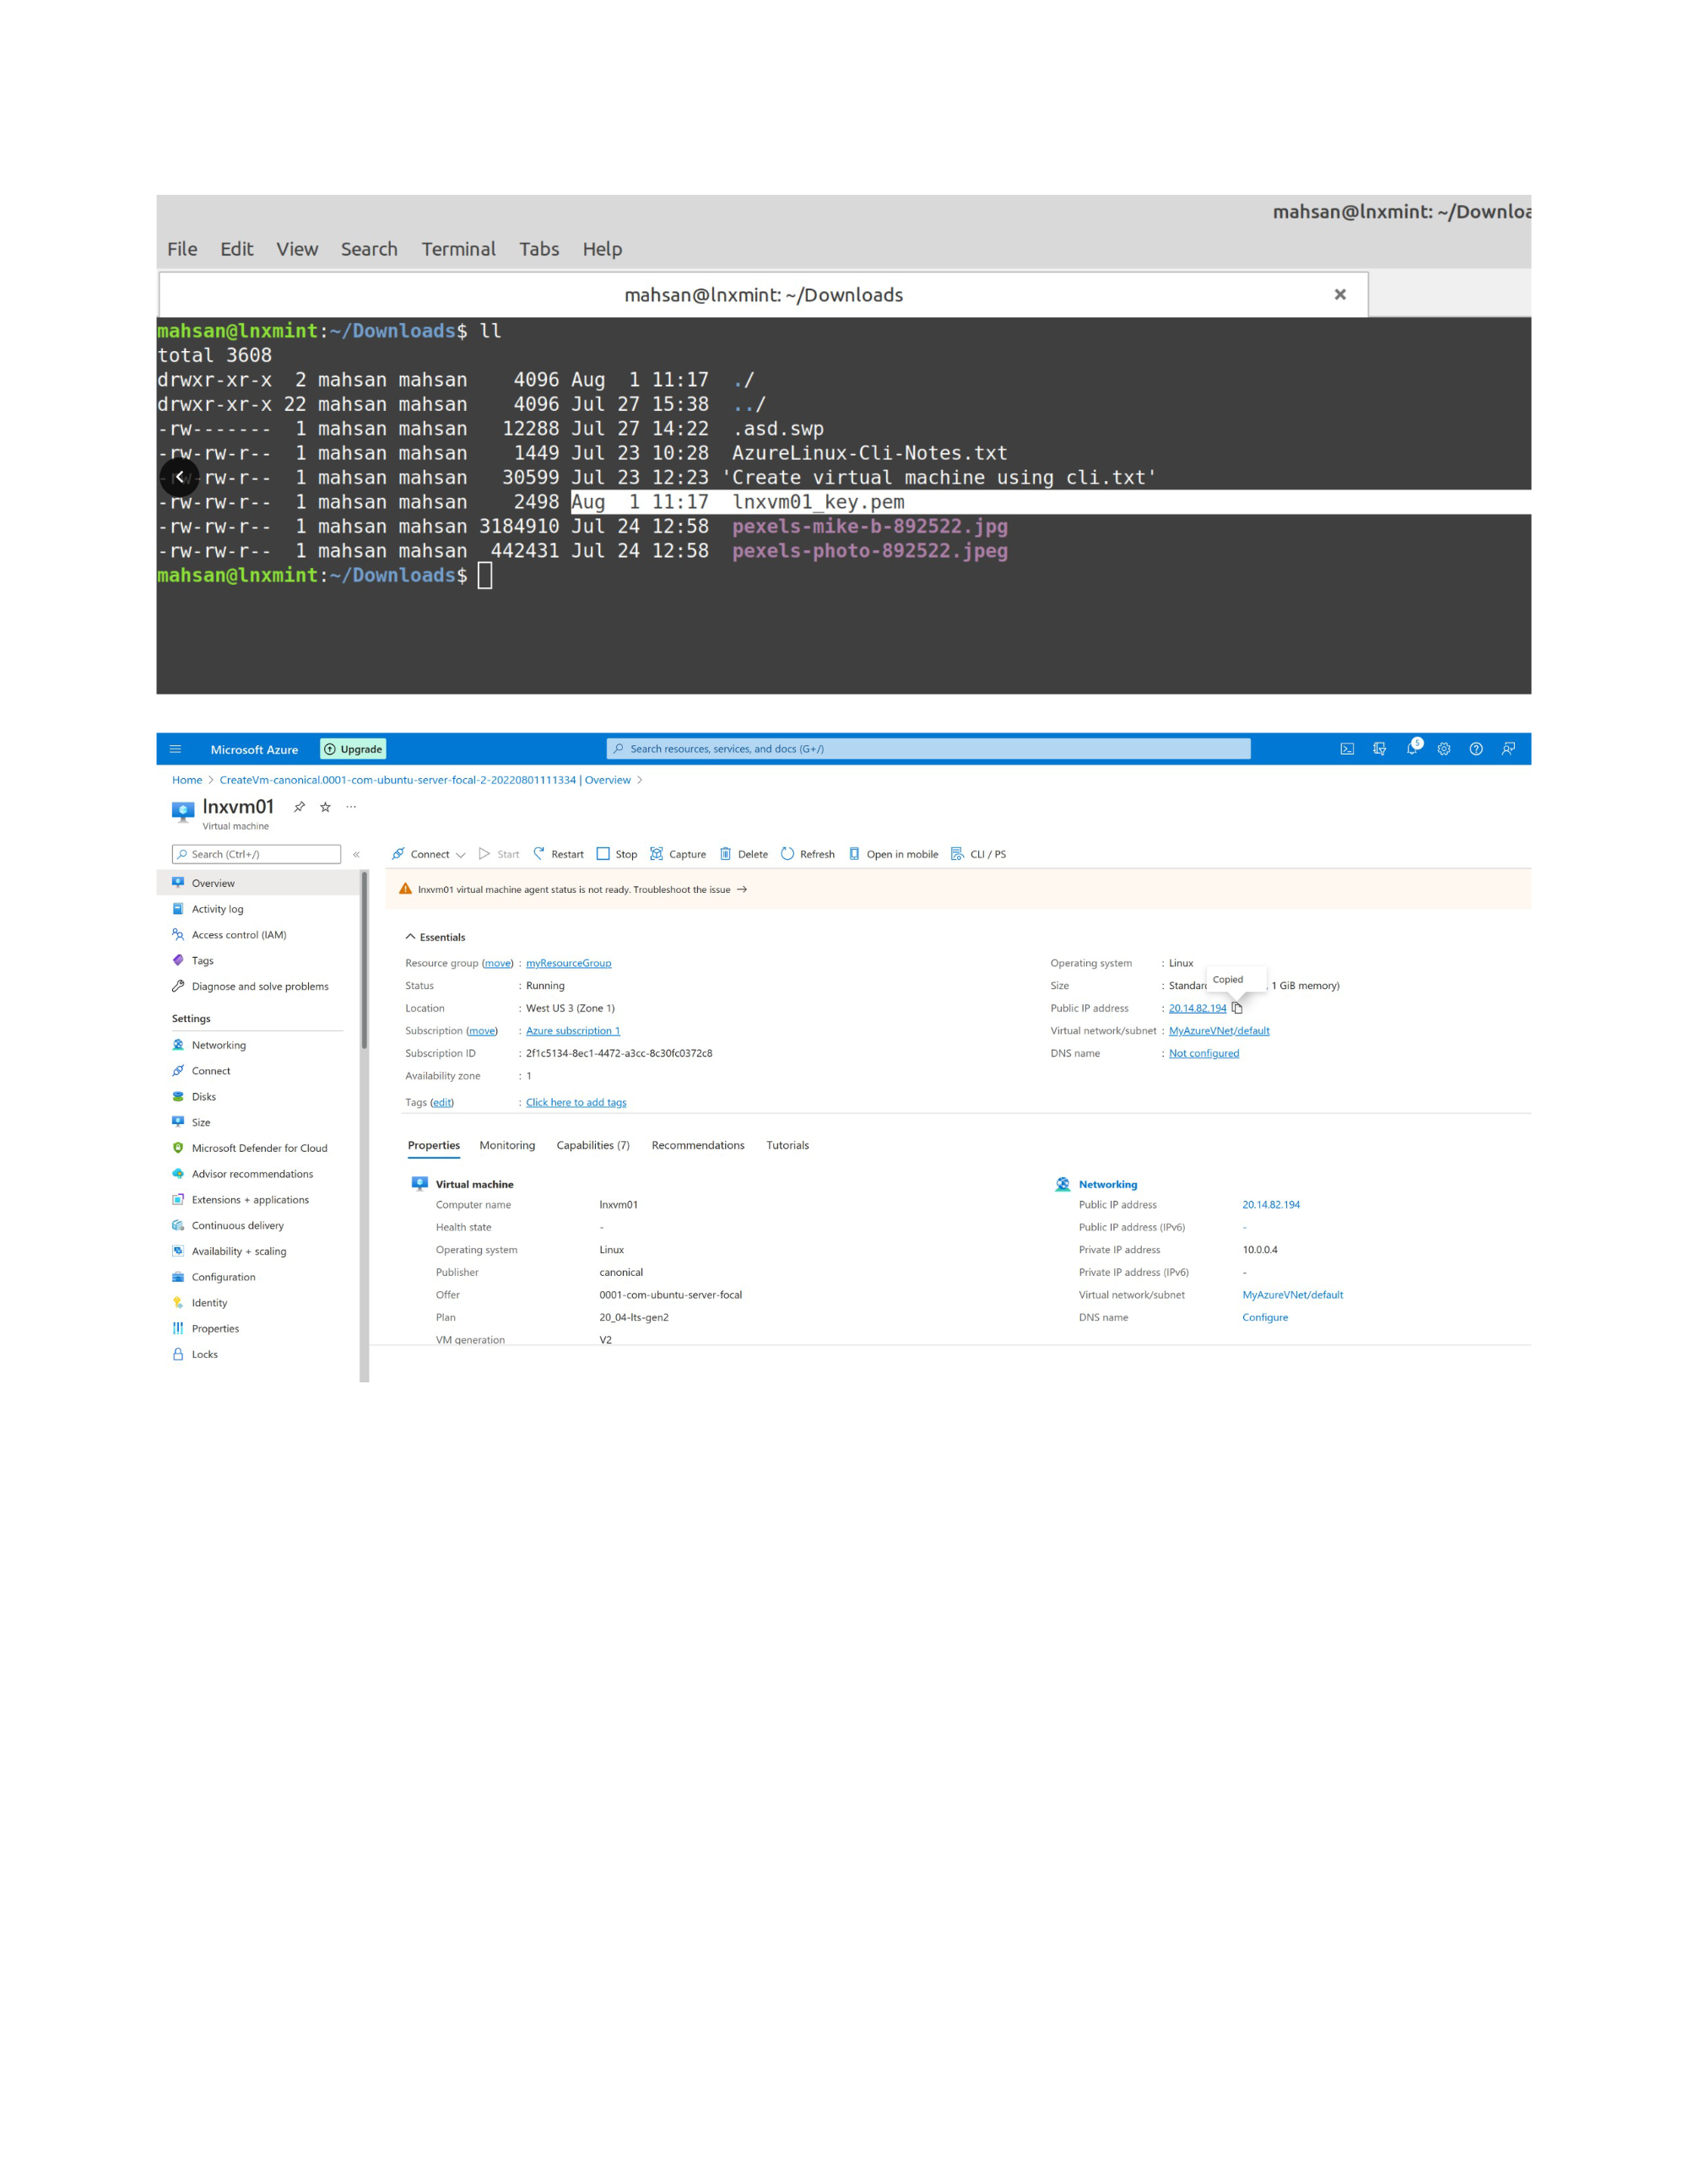 mahsan@lnxmint: ~/Downloa
File Edit View Search Terminal Tabs Help
mahsan@lnxmint: ~/Downloads ×
mahsan@lnxmint:~/Downloads$ ll
total 3608
drwxr-xr-x  2 mahsan mahsan    4096 Aug  1 11:17  ./
drwxr-xr-x 22 mahsan mahsan    4096 Jul 27 15:38  ../
-rw-------  1 mahsan mahsan   12288 Jul 27 14:22  .asd.swp
-rw-rw-r--  1 mahsan mahsan    1449 Jul 23 10:28  AzureLinux-Cli-Notes.txt
-rw-rw-r--  1 mahsan mahsan   30599 Jul 23 12:23 'Create virtual machine using cli.txt'
-rw-rw-r--  1 mahsan mahsan    2498 Aug  1 11:17  lnxvm01_key.pem
-rw-rw-r--  1 mahsan mahsan 3184910 Jul 24 12:58  pexels-mike-b-892522.jpg
-rw-rw-r--  1 mahsan mahsan  442431 Jul 24 12:58  pexels-photo-892522.jpeg
mahsan@lnxmint:~/Downloads$
Microsoft Azure Upgrade Search resources, services, and docs (G+/) 5
Home > CreateVm-canonical.0001-com-ubuntu-server-focal-2-20220801111334 | Overview >
lnxvm01 ...
Virtual machine
Search (Ctrl+/) «
Connect Start Restart Stop Capture Delete Refresh Open in mobile CLI / PS
Overview
Activity log
Access control (IAM)
Tags
Diagnose and solve problems
Settings
Networking
Connect
Disks
Size
Microsoft Defender for Cloud
Advisor recommendations
Extensions + applications
Continuous delivery
Availability + scaling
Configuration
Identity
Properties
Locks
lnxvm01 virtual machine agent status is not ready. Troubleshoot the issue →
Essentials
Resource group (move) : myResourceGroup
Status : Running
Location : West US 3 (Zone 1)
Subscription (move) : Azure subscription 1
Subscription ID : 2f1c5134-8ec1-4472-a3cc-8c30fc0372c8
Availability zone : 1
Tags (edit) : Click here to add tags
Operating system : Linux
Copied
Size : Standard 1 GiB memory)
Public IP address : 20.14.82.194
Virtual network/subnet : MyAzureVNet/default
DNS name : Not configured
Properties Monitoring Capabilities (7) Recommendations Tutorials
Virtual machine
Computer name lnxvm01
Health state -
Operating system Linux
Publisher canonical
Offer 0001-com-ubuntu-server-focal
Plan 20_04-lts-gen2
VM generation V2
Networking
Public IP address 20.14.82.194
Public IP address (IPv6) -
Private IP address 10.0.0.4
Private IP address (IPv6) -
Virtual network/subnet MyAzureVNet/default
DNS name Configure